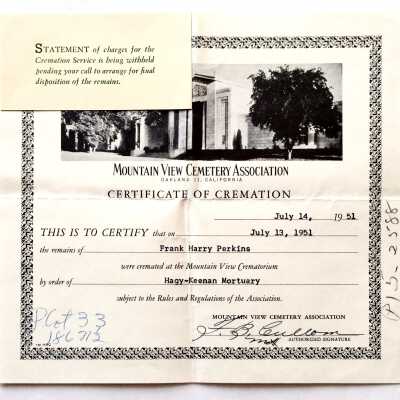 STATEMENT of charges for the
Cremation Service is being withheld
pending your call to arrange for final
disposition of the remains.
MOUNTAIN VIEW CEMETERY ASSOCIATION
OAKLAND 11, CALIFORNIA
CERTIFICATE OF CREMATION
July 14, 1951
THIS IS TO CERTIFY that on July 13, 1951
the remains of Frank Harry Perkins
were cremated at the Mountain View Crematorium
by order of Hagy-Keenan Mortuary
subject to the Rules and Regulations of the Association.
MOUNTAIN VIEW CEMETERY ASSOCIATION
AUTHORIZED SIGNATURE
Plot 33
186712